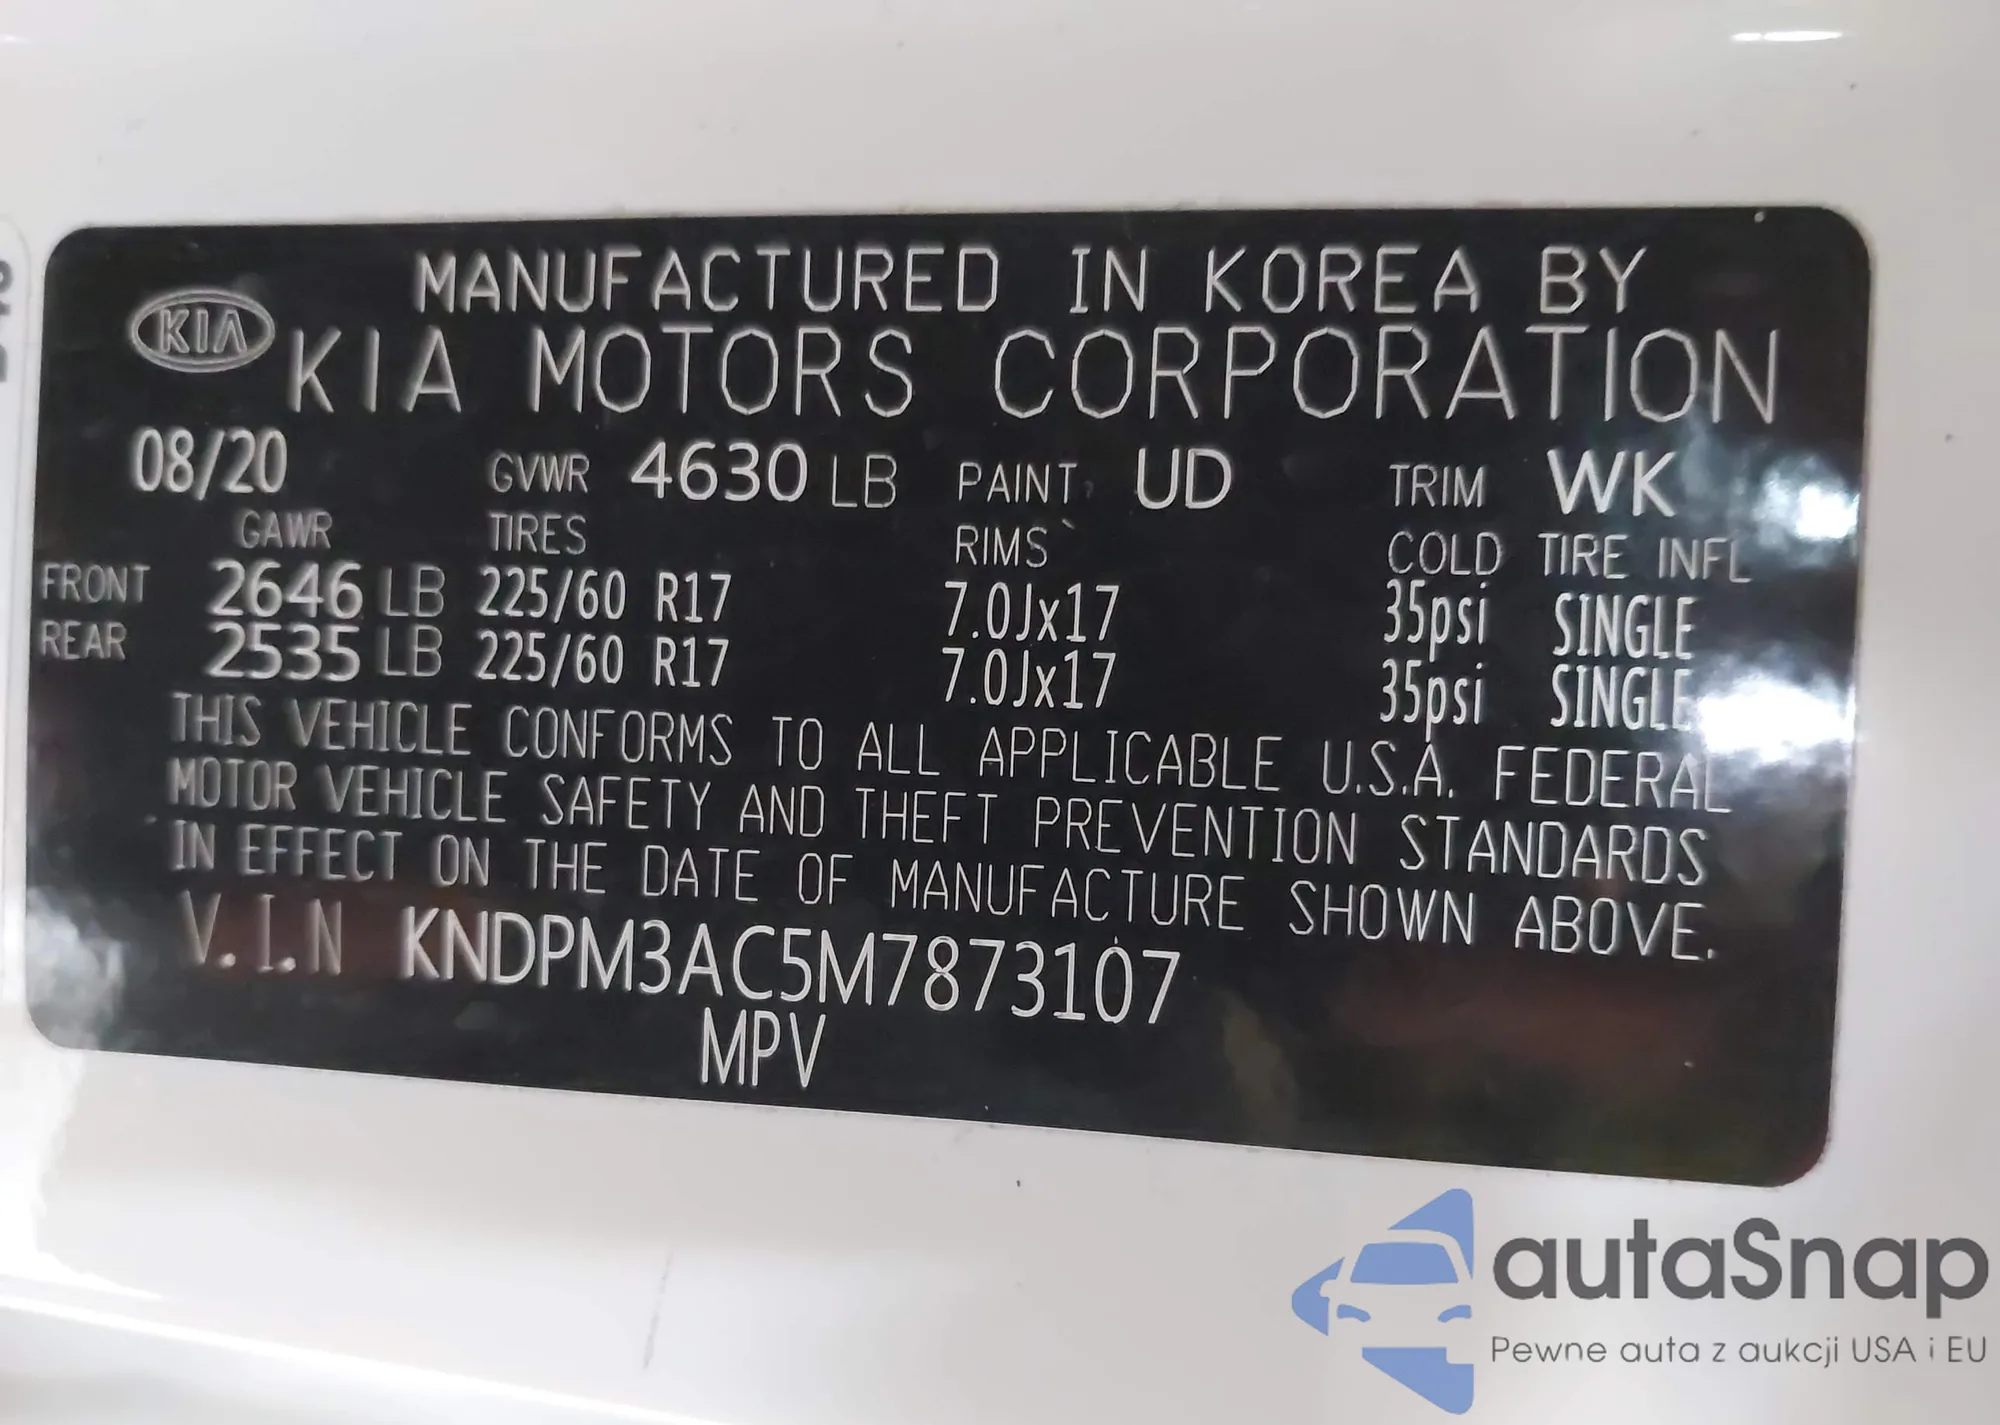 MANUFACTURED IN KOREA BY
KIA
KIA MOTORS CORPORATION
08/20 GVWR 4630 LB PAINT UD TRIM WK
GAWR TIRES RIMS COLD TIRE INFL
FRONT 2646 LB 225/60 R17 7.0Jx17 35psi SINGLE
REAR 2535 LB 225/60 R17 7.0Jx17 35psi SINGLE
THIS VEHICLE CONFORMS TO ALL APPLICABLE U.S.A. FEDERAL
MOTOR VEHICLE SAFETY AND THEFT PREVENTION STANDARDS
IN EFFECT ON THE DATE OF MANUFACTURE SHOWN ABOVE.
V.I.N KNDPM3AC5M7873107
MPV
autaSnap
Pewne auta z aukcji USA i EU